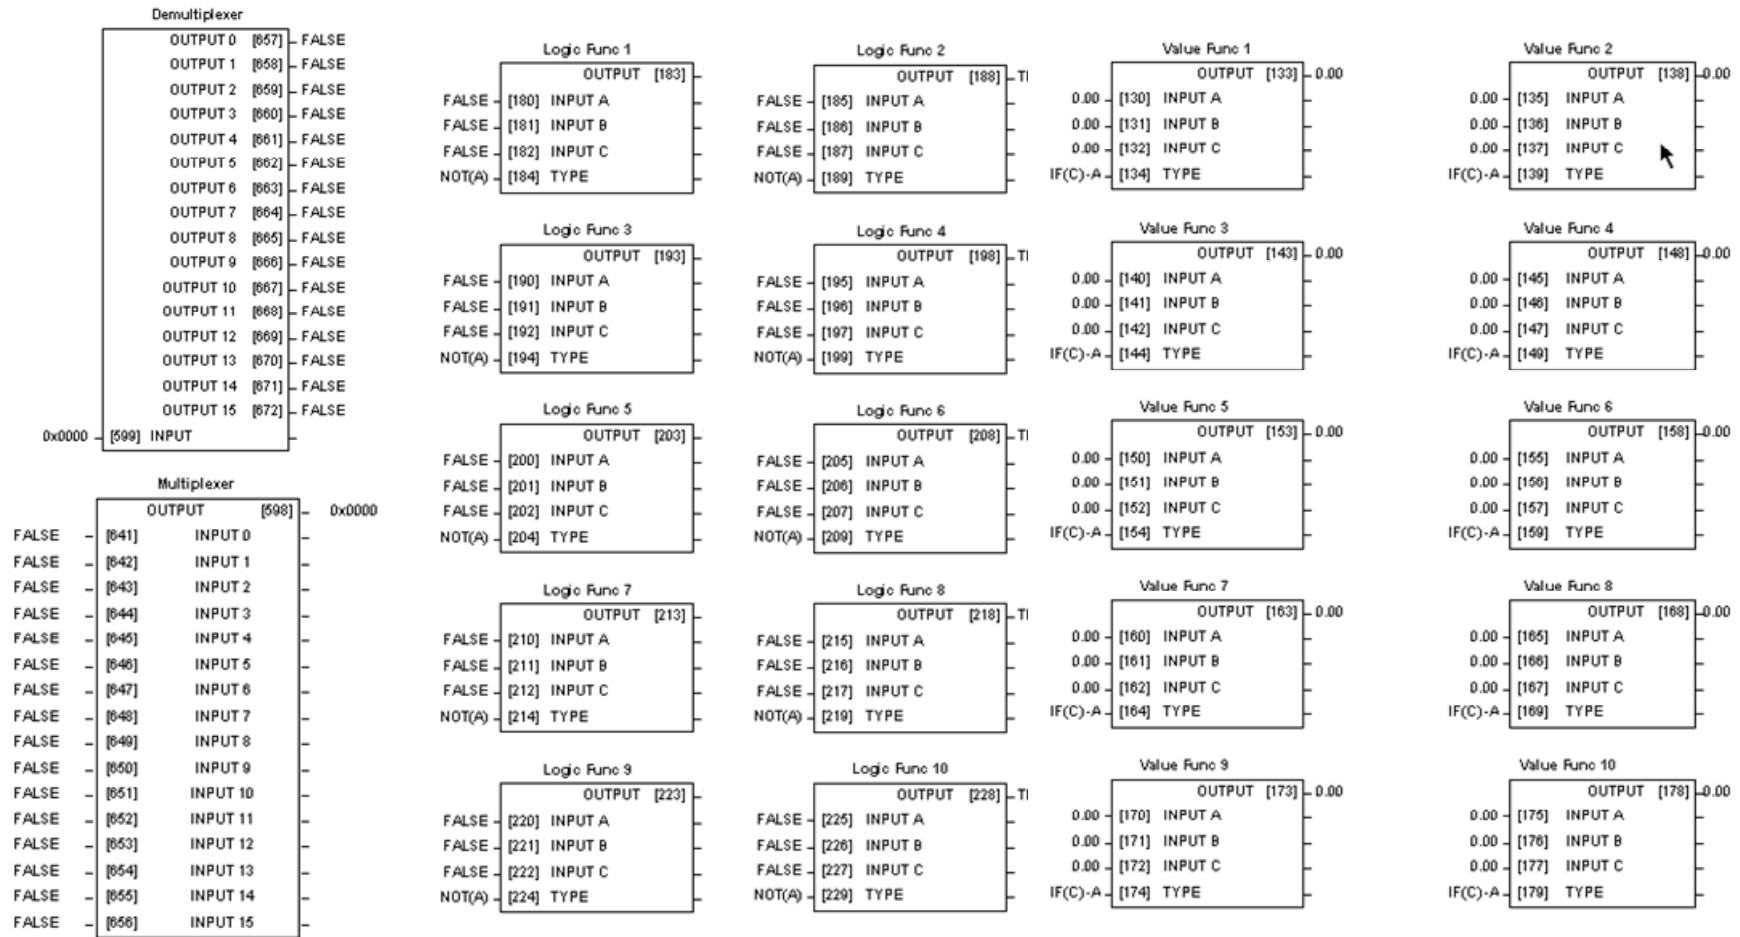 Demultiplexer
OUTPUT 0 [657] FALSE
OUTPUT 1 [658] FALSE
OUTPUT 2 [659] FALSE
OUTPUT 3 [660] FALSE
OUTPUT 4 [661] FALSE
OUTPUT 5 [662] FALSE
OUTPUT 6 [663] FALSE
OUTPUT 7 [664] FALSE
OUTPUT 8 [665] FALSE
OUTPUT 9 [666] FALSE
OUTPUT 10 [667] FALSE
OUTPUT 11 [668] FALSE
OUTPUT 12 [669] FALSE
OUTPUT 13 [670] FALSE
OUTPUT 14 [671] FALSE
OUTPUT 15 [672] FALSE
0x0000 [599] INPUT
Multiplexer
OUTPUT [598] 0x0000
FALSE [641] INPUT 0
FALSE [642] INPUT 1
FALSE [643] INPUT 2
FALSE [644] INPUT 3
FALSE [645] INPUT 4
FALSE [646] INPUT 5
FALSE [647] INPUT 6
FALSE [648] INPUT 7
FALSE [649] INPUT 8
FALSE [650] INPUT 9
FALSE [651] INPUT 10
FALSE [652] INPUT 11
FALSE [653] INPUT 12
FALSE [654] INPUT 13
FALSE [655] INPUT 14
FALSE [656] INPUT 15
Logic Func 1
OUTPUT [183]
FALSE [180] INPUT A
FALSE [181] INPUT B
FALSE [182] INPUT C
NOT(A) [184] TYPE
Logic Func 3
OUTPUT [193]
FALSE [190] INPUT A
FALSE [191] INPUT B
FALSE [192] INPUT C
NOT(A) [194] TYPE
Logic Func 5
OUTPUT [203]
FALSE [200] INPUT A
FALSE [201] INPUT B
FALSE [202] INPUT C
NOT(A) [204] TYPE
Logic Func 7
OUTPUT [213]
FALSE [210] INPUT A
FALSE [211] INPUT B
FALSE [212] INPUT C
NOT(A) [214] TYPE
Logic Func 9
OUTPUT [223]
FALSE [220] INPUT A
FALSE [221] INPUT B
FALSE [222] INPUT C
NOT(A) [224] TYPE
Logic Func 2
OUTPUT [188]
FALSE [185] INPUT A
FALSE [186] INPUT B
FALSE [187] INPUT C
NOT(A) [189] TYPE
Logic Func 4
OUTPUT [198]
FALSE [195] INPUT A
FALSE [196] INPUT B
FALSE [197] INPUT C
NOT(A) [199] TYPE
Logic Func 6
OUTPUT [208]
FALSE [205] INPUT A
FALSE [206] INPUT B
FALSE [207] INPUT C
NOT(A) [209] TYPE
Logic Func 8
OUTPUT [218]
FALSE [215] INPUT A
FALSE [216] INPUT B
FALSE [217] INPUT C
NOT(A) [219] TYPE
Logic Func 10
OUTPUT [228]
FALSE [225] INPUT A
FALSE [226] INPUT B
FALSE [227] INPUT C
NOT(A) [229] TYPE
Value Func 1
OUTPUT [133] 0.00
0.00 [130] INPUT A
0.00 [131] INPUT B
0.00 [132] INPUT C
IF(C)-A [134] TYPE
Value Func 3
OUTPUT [143] 0.00
0.00 [140] INPUT A
0.00 [141] INPUT B
0.00 [142] INPUT C
IF(C)-A [144] TYPE
Value Func 5
OUTPUT [153] 0.00
0.00 [150] INPUT A
0.00 [151] INPUT B
0.00 [152] INPUT C
IF(C)-A [154] TYPE
Value Func 7
OUTPUT [163] 0.00
0.00 [160] INPUT A
0.00 [161] INPUT B
0.00 [162] INPUT C
IF(C)-A [164] TYPE
Value Func 9
OUTPUT [173] 0.00
0.00 [170] INPUT A
0.00 [171] INPUT B
0.00 [172] INPUT C
IF(C)-A [174] TYPE
Value Func 2
OUTPUT [138] 0.00
0.00 [135] INPUT A
0.00 [136] INPUT B
0.00 [137] INPUT C
IF(C)-A [139] TYPE
Value Func 4
OUTPUT [148] 0.00
0.00 [145] INPUT A
0.00 [146] INPUT B
0.00 [147] INPUT C
IF(C)-A [149] TYPE
Value Func 6
OUTPUT [158] 0.00
0.00 [155] INPUT A
0.00 [156] INPUT B
0.00 [157] INPUT C
IF(C)-A [159] TYPE
Value Func 8
OUTPUT [168] 0.00
0.00 [165] INPUT A
0.00 [166] INPUT B
0.00 [167] INPUT C
IF(C)-A [169] TYPE
Value Func 10
OUTPUT [178] 0.00
0.00 [175] INPUT A
0.00 [176] INPUT B
0.00 [177] INPUT C
IF(C)-A [179] TYPE